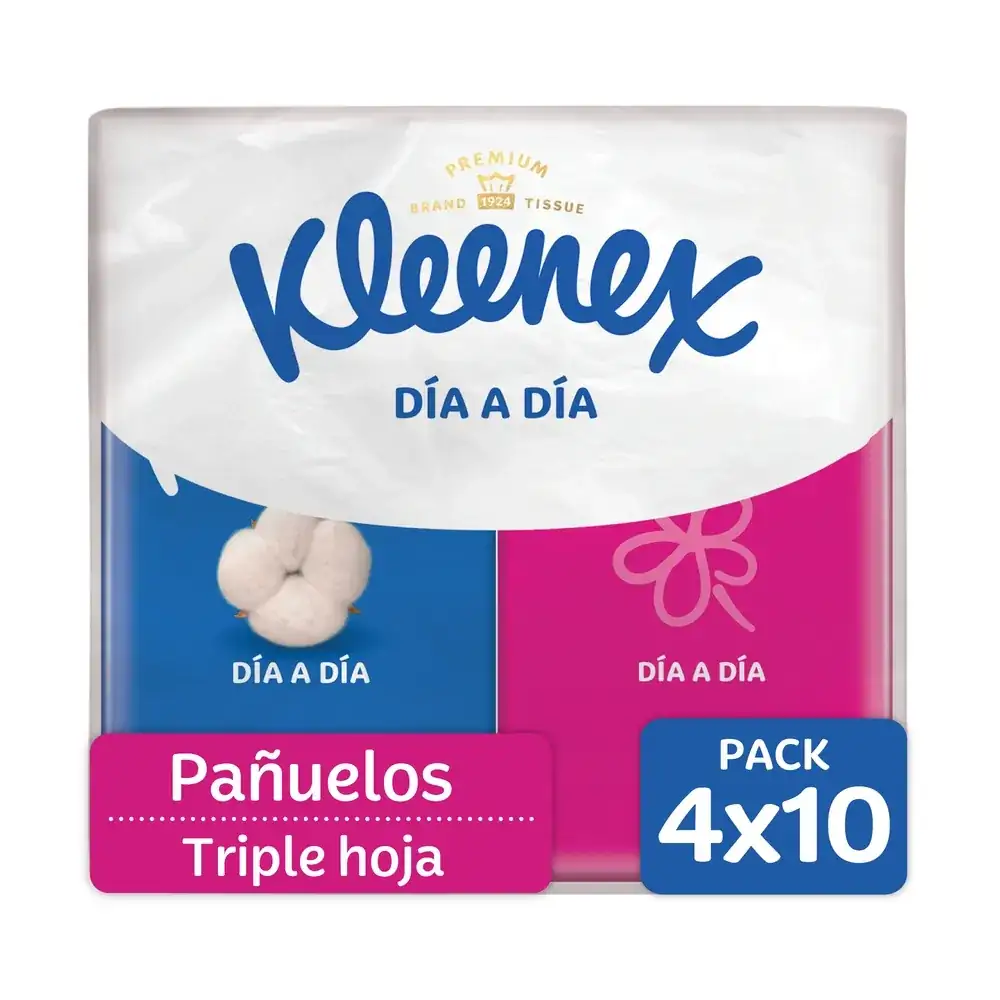 PREMIUM
BRAND 1924 TISSUE
Kleenex
DÍA A DÍA
DÍA A DÍA
DÍA A DÍA
Pañuelos
Triple hoja
PACK
4x10